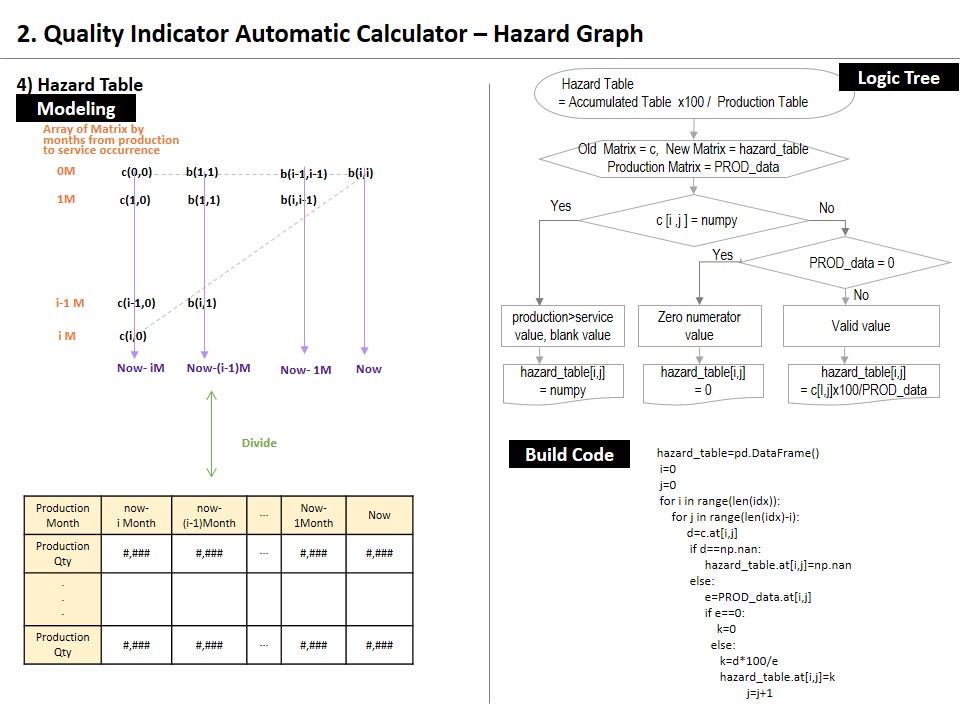 2. Quality Indicator Automatic Calculator – Hazard Graph
4) Hazard Table
Modeling
Array of Matrix by
months from production
to service occurrence
0M
c(0,0)
b(1,1)
b(i-1,i-1)
b(i,i)
1M
c(1,0)
b(1,1)
b(i,i-1)
i-1 M
c(i-1,0)
b(i,1)
i M
c(i,0)
Now- iM
Now-(i-1)M
Now- 1M
Now
Divide
Production Month
now- i Month
now- (i-1)Month
...
Now- 1Month
Now
Production Qty
#,###
#,###
...
#,###
#,###
.
.
.
Production Qty
#,###
#,###
...
#,###
#,###
Logic Tree
Hazard Table
= Accumulated Table x100 / Production Table
Old Matrix = c, New Matrix = hazard_table
Production Matrix = PROD_data
Yes
c [i ,j ] = numpy
No
Yes
PROD_data = 0
No
production>service
value, blank value
Zero numerator
value
Valid value
hazard_table[i,j]
= numpy
hazard_table[i,j]
= 0
hazard_table[i,j]
= c[I,j]x100/PROD_data
Build Code
hazard_table=pd.DataFrame()
i=0
j=0
for i in range(len(idx)):
for j in range(len(idx)-i):
d=c.at[i,j]
if d==np.nan:
hazard_table.at[i,j]=np.nan
else:
e=PROD_data.at[i,j]
if e==0:
k=0
else:
k=d*100/e
hazard_table.at[i,j]=k
j=j+1